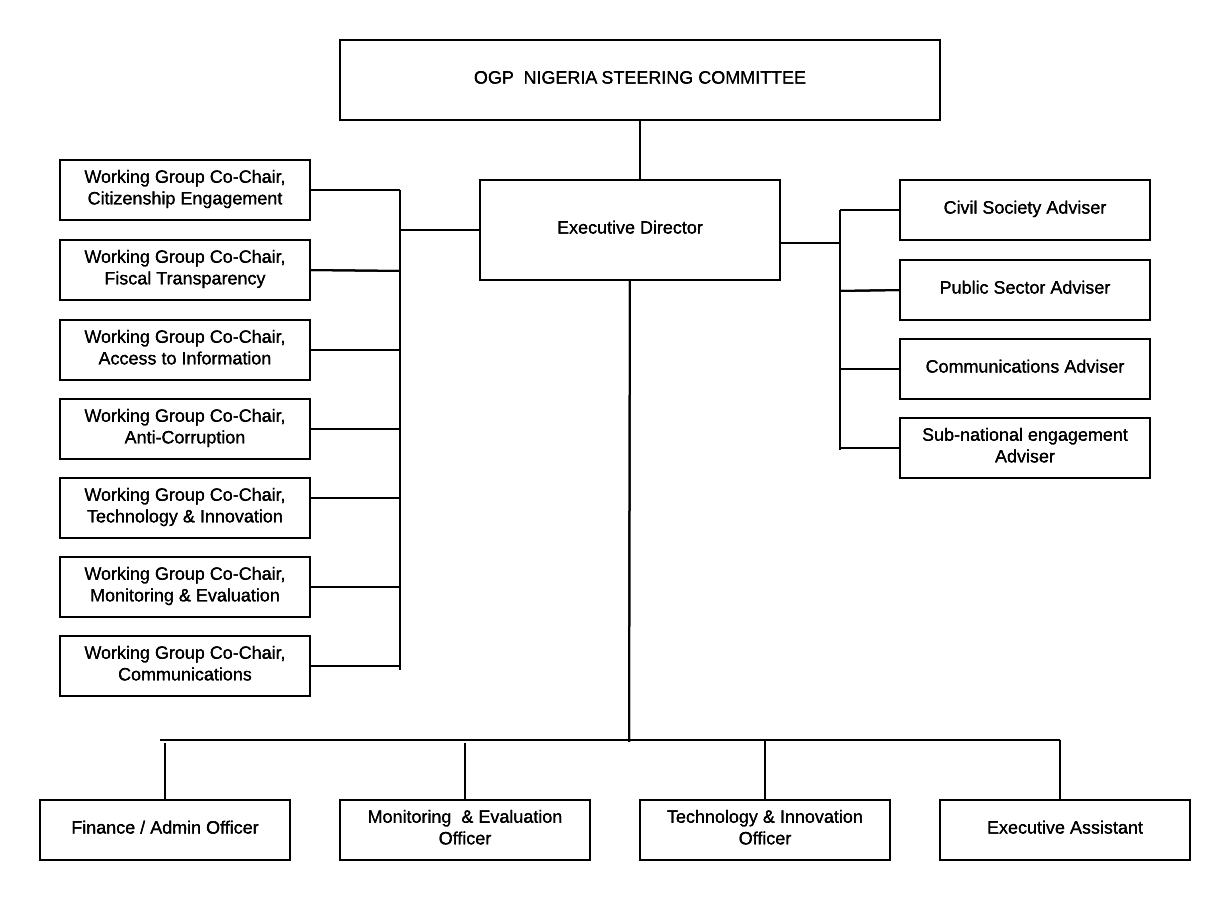 OGP  NIGERIA STEERING COMMITTEE
Executive Director
Working Group Co-Chair,
Citizenship Engagement
Working Group Co-Chair,
Fiscal Transparency
Working Group Co-Chair,
Access to Information
Working Group Co-Chair,
Anti-Corruption
Working Group Co-Chair,
Technology & Innovation
Working Group Co-Chair,
Monitoring & Evaluation
Working Group Co-Chair,
Communications
Civil Society Adviser
Public Sector Adviser
Communications Adviser
Sub-national engagement
Adviser
Finance / Admin Officer
Monitoring  & Evaluation
Officer
Technology & Innovation
Officer
Executive Assistant